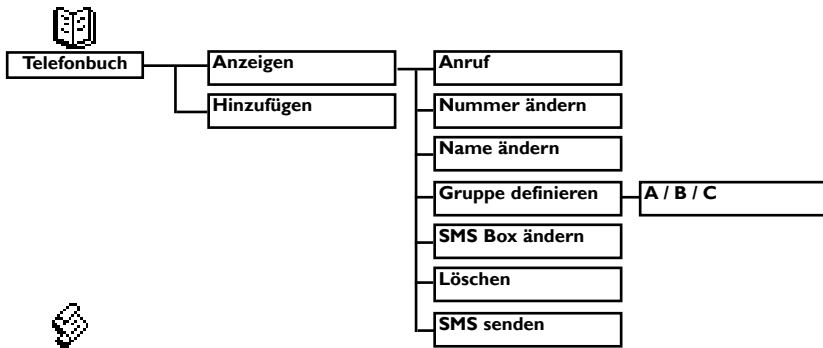 Telefonbuch
Anzeigen
Hinzufügen
Anruf
Nummer ändern
Name ändern
Gruppe definieren
A / B / C
SMS Box ändern
Löschen
SMS senden